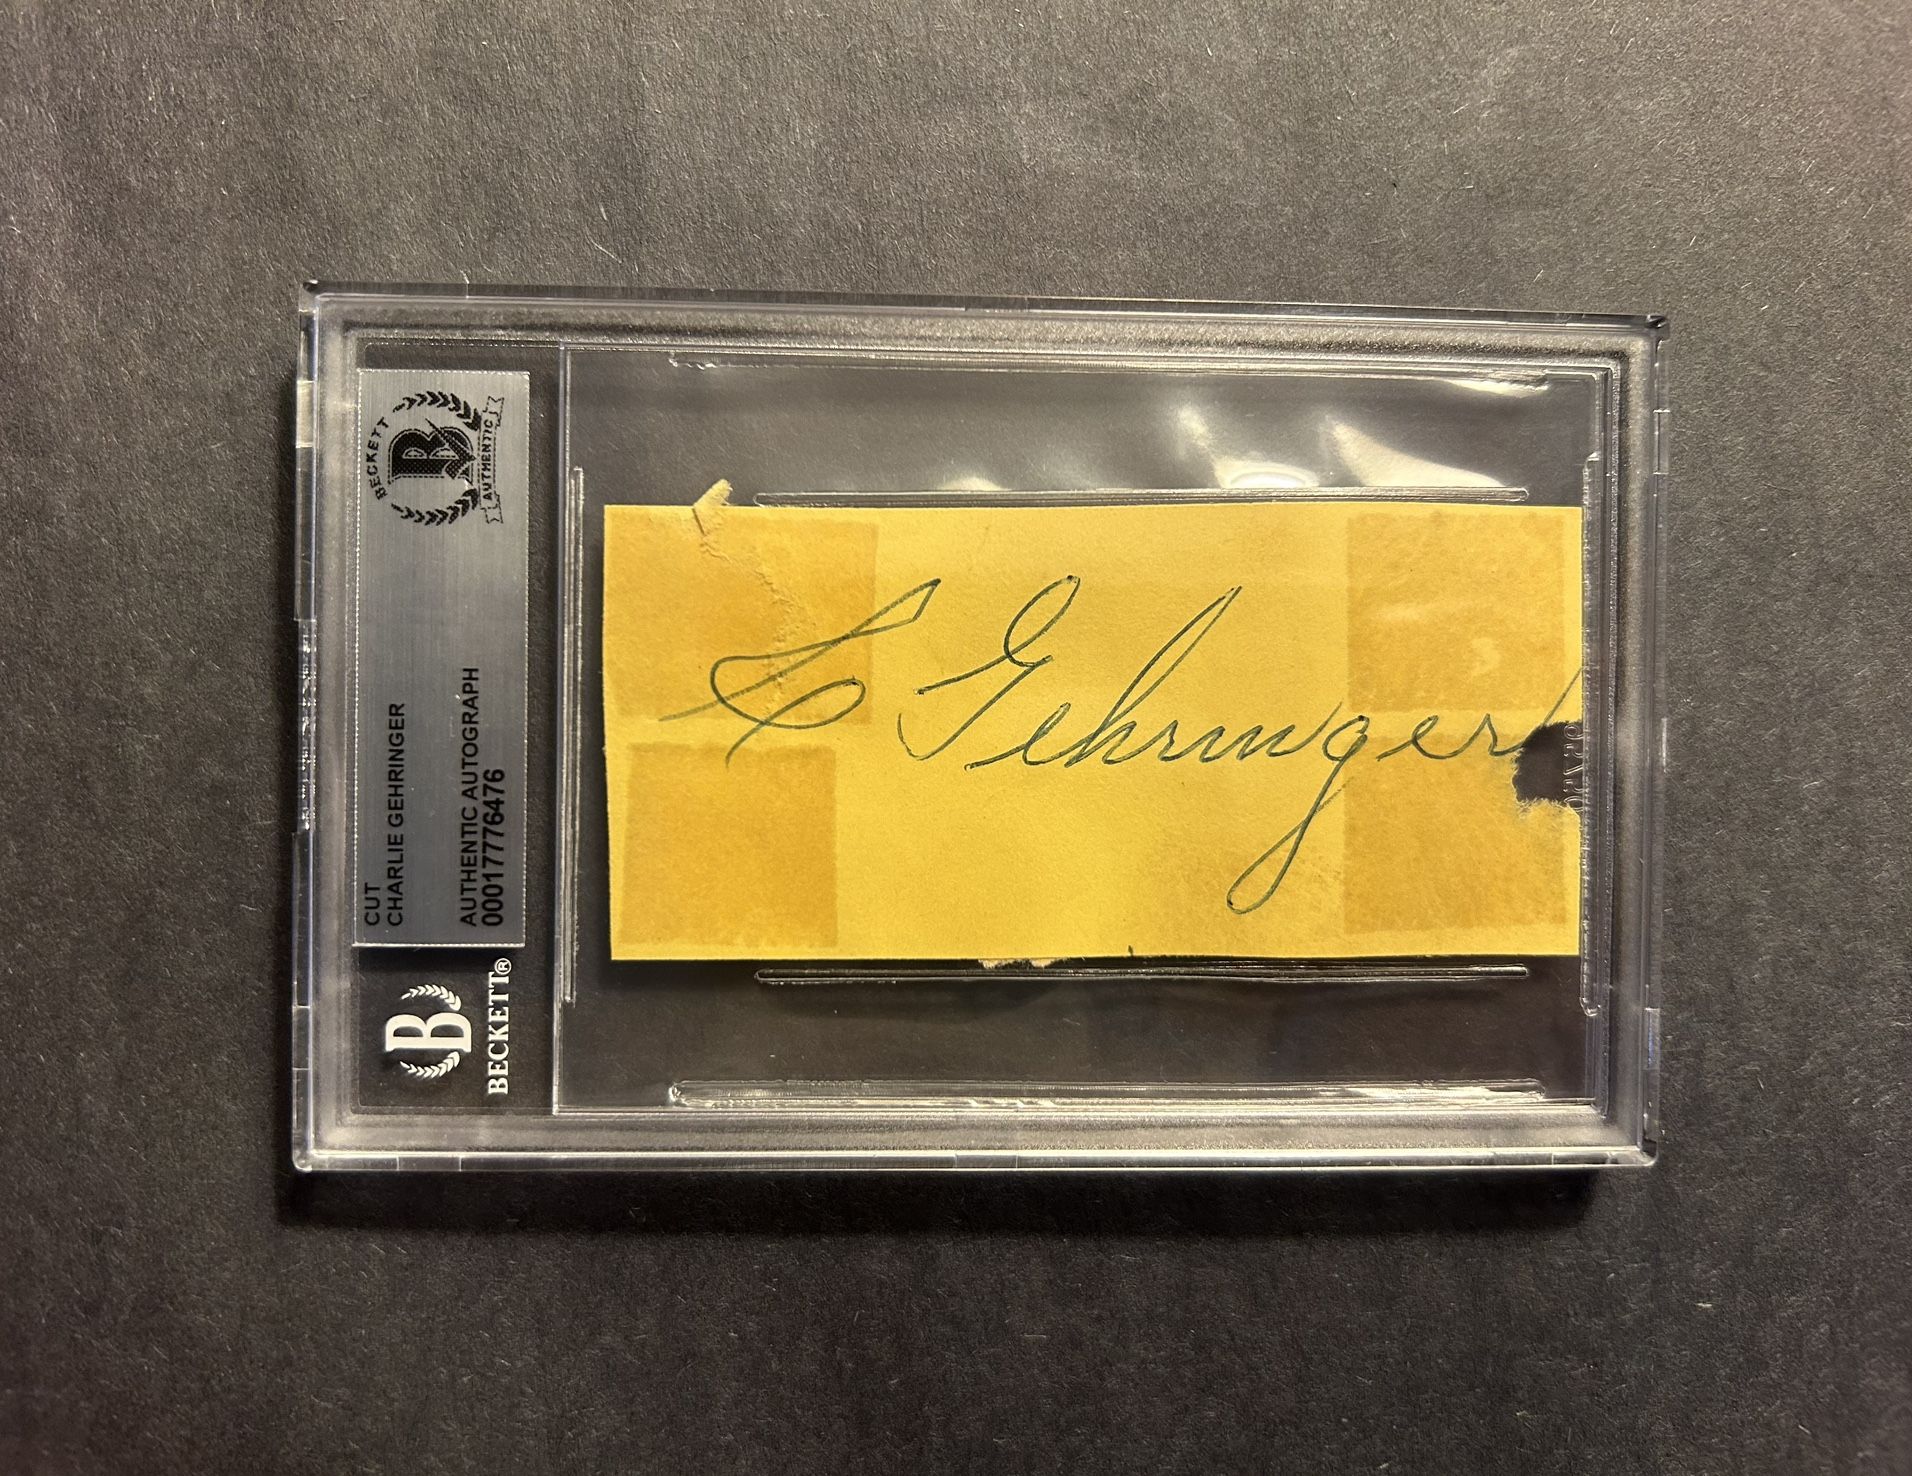 BECKETT
B
AUTHENTIC
CUT
CHARLIE GEHRINGER
AUTHENTIC AUTOGRAPH
00017776476
B
BECKETT®
C Gehringer